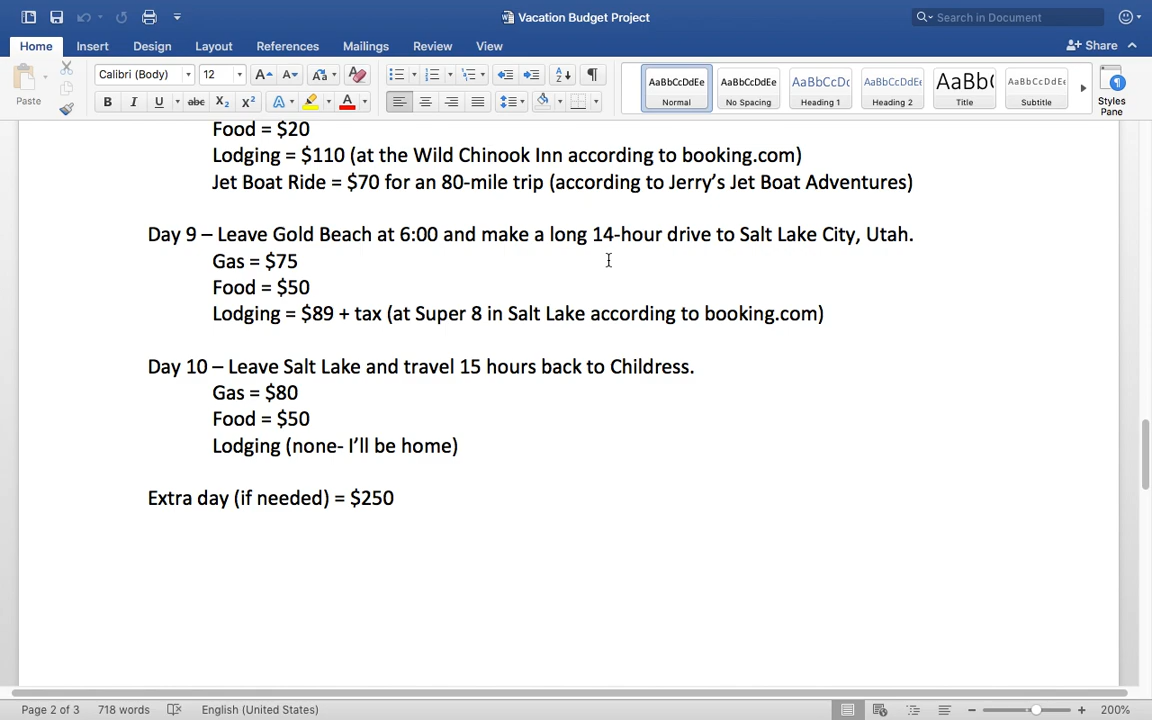 Vacation Budget Project
Search in Document
Home Insert Design Layout References Mailings Review View
Share
Paste
Calibri (Body) 12
AaBbCcDdEe AaBbCcDdEe AaBbCcDc AaBbCcDdEe AaBb( AaBbCcDdEe
Normal No Spacing Heading 1 Heading 2 Title Subtitle
Styles
Pane
Food = $20
Lodging = $110 (at the Wild Chinook Inn according to booking.com)
Jet Boat Ride = $70 for an 80-mile trip (according to Jerry’s Jet Boat Adventures)
Day 9 – Leave Gold Beach at 6:00 and make a long 14-hour drive to Salt Lake City, Utah.
Gas = $75
Food = $50
Lodging = $89 + tax (at Super 8 in Salt Lake according to booking.com)
Day 10 – Leave Salt Lake and travel 15 hours back to Childress.
Gas = $80
Food = $50
Lodging (none- I’ll be home)
Extra day (if needed) = $250
Page 2 of 3 718 words English (United States) 200%